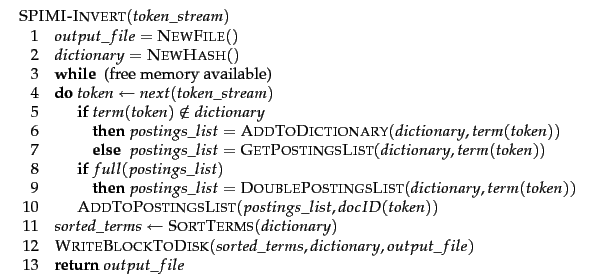 SPIMI-INVERT(token_stream)
1 output_file = NEWFILE()
2 dictionary = NEWHASH()
3 while (free memory available)
4 do token ← next(token_stream)
5 if term(token) ∉ dictionary
6 then postings_list = ADDTODICTIONARY(dictionary, term(token))
7 else postings_list = GETPOSTINGSLIST(dictionary, term(token))
8 if full(postings_list)
9 then postings_list = DOUBLEPOSTINGSLIST(dictionary, term(token))
10 ADDTOPOSTINGSLIST(postings_list, docID(token))
11 sorted_terms ← SORTTERMS(dictionary)
12 WRITEBLOCKTODISK(sorted_terms, dictionary, output_file)
13 return output_file